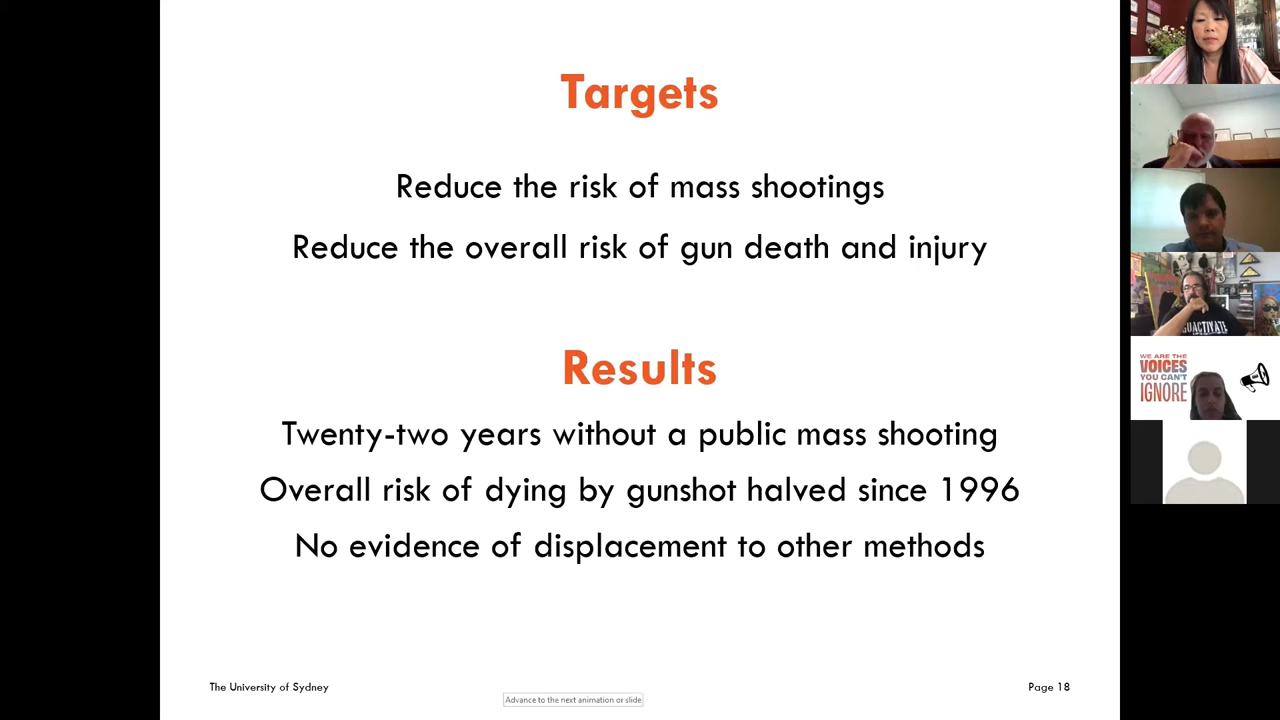 Targets
Reduce the risk of mass shootings
Reduce the overall risk of gun death and injury
Results
Twenty-two years without a public mass shooting
Overall risk of dying by gunshot halved since 1996
No evidence of displacement to other methods
The University of Sydney
Advance to the next animation or slide
Page 18
WE ARE THE
VOICES
YOU CAN'T
IGNORE